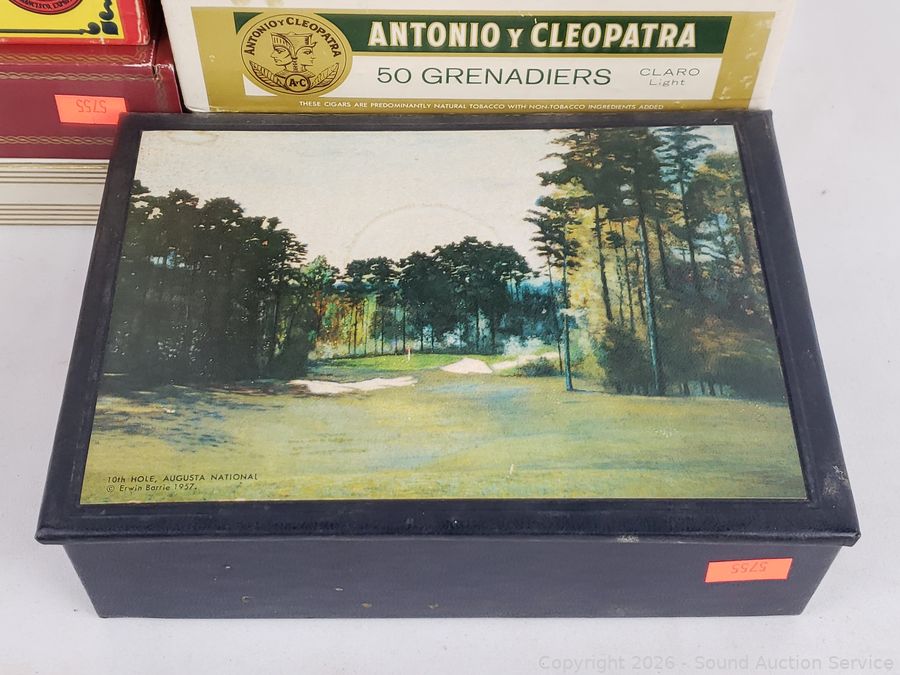 ANTONIO Y CLEOPATRA
A·C
ANTONIO Y CLEOPATRA
50 GRENADIERS
CLARO
Light
THESE CIGARS ARE PREDOMINANTLY NATURAL TOBACCO WITH NON-TOBACCO INGREDIENTS ADDED
5755
10th HOLE, AUGUSTA NATIONAL
© Erwin Barrie 1957.
5755
Copyright 2026 - Sound Auction Service